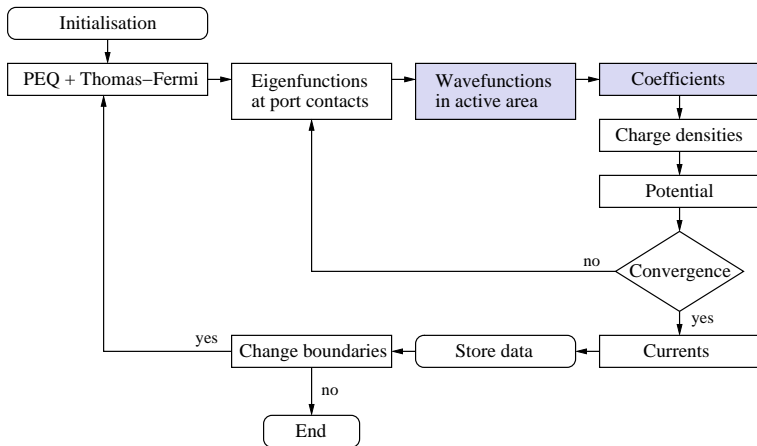 Initialisation
PEQ + Thomas–Fermi
Eigenfunctions
at port contacts
Wavefunctions
in active area
Coefficients
Charge densities
Potential
Convergence
no
yes
Currents
Store data
Change boundaries
yes
no
End